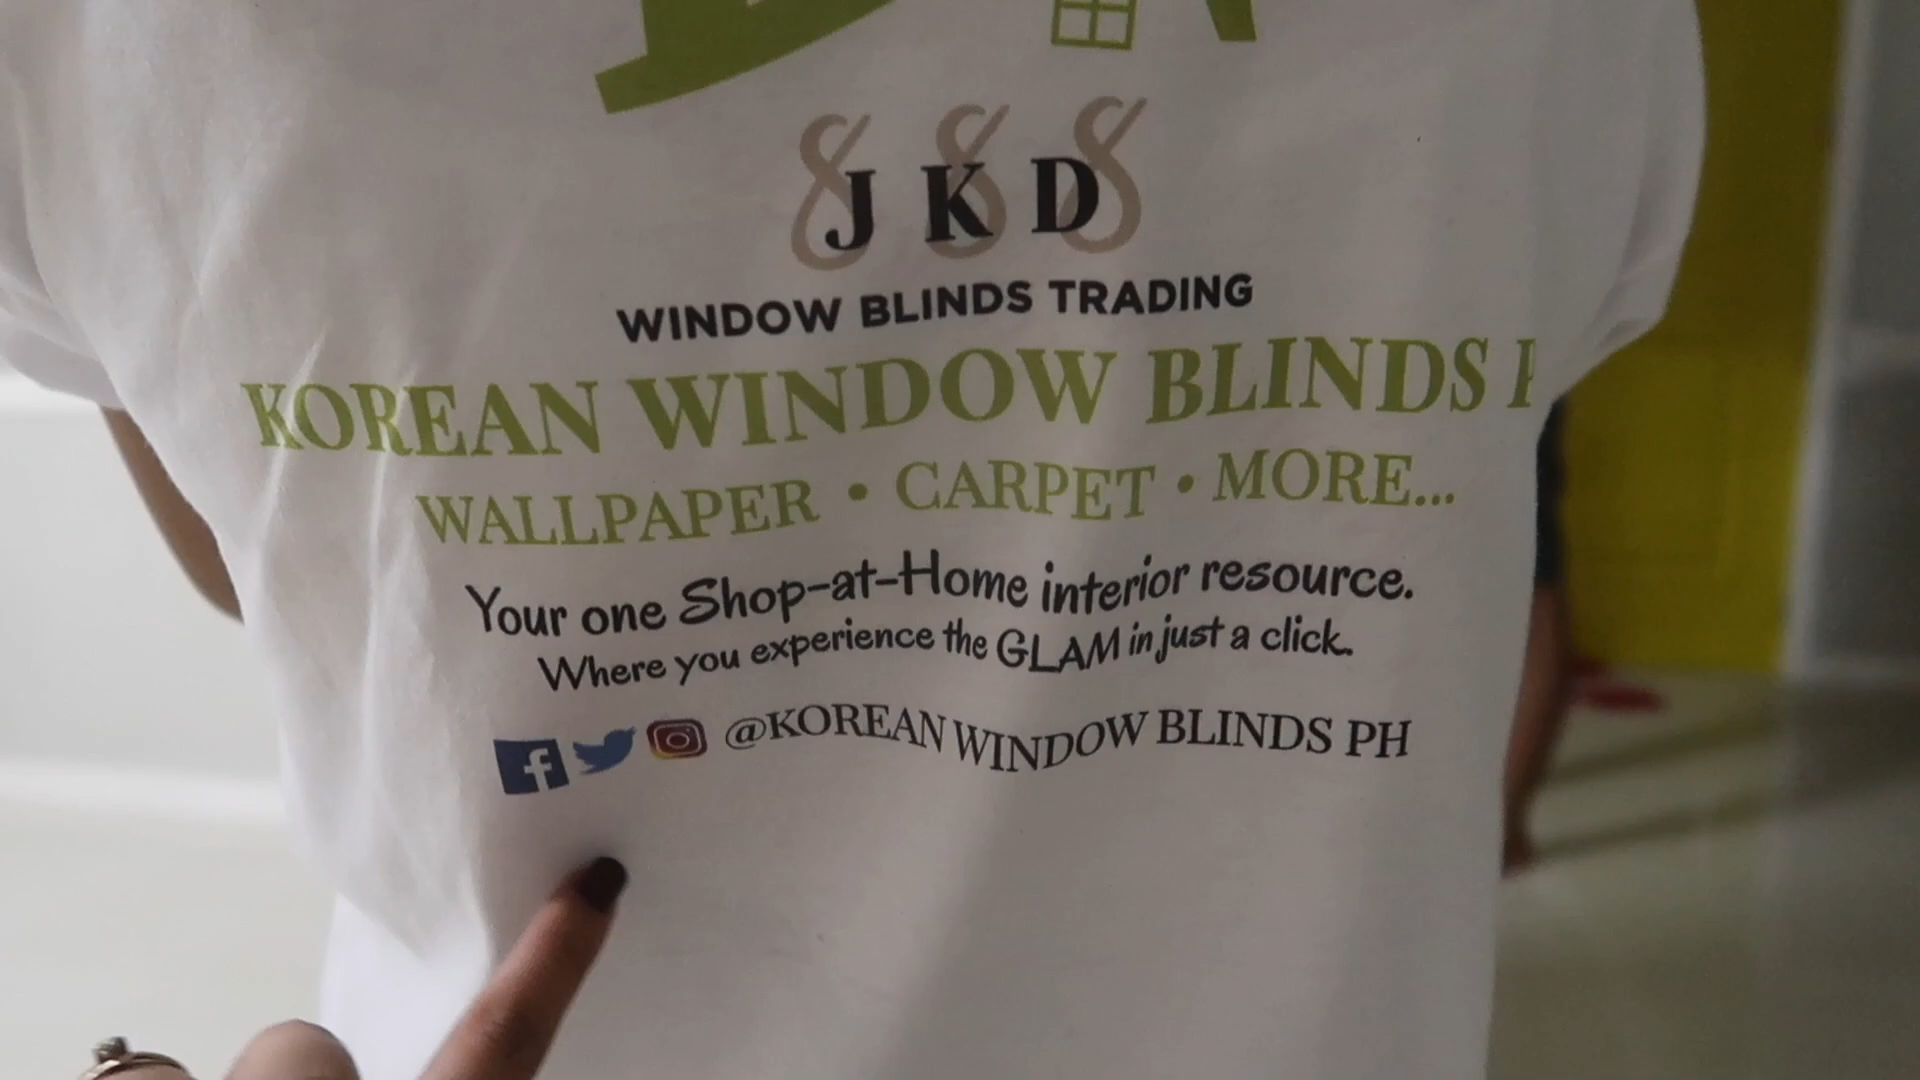 888
JKD
WINDOW BLINDS TRADING
KOREAN WINDOW BLINDS
WALLPAPER • CARPET • MORE...
Your one Shop-at-Home interior resource.
Where you experience the GLAM in just a click.
@KOREAN WINDOW BLINDS PH